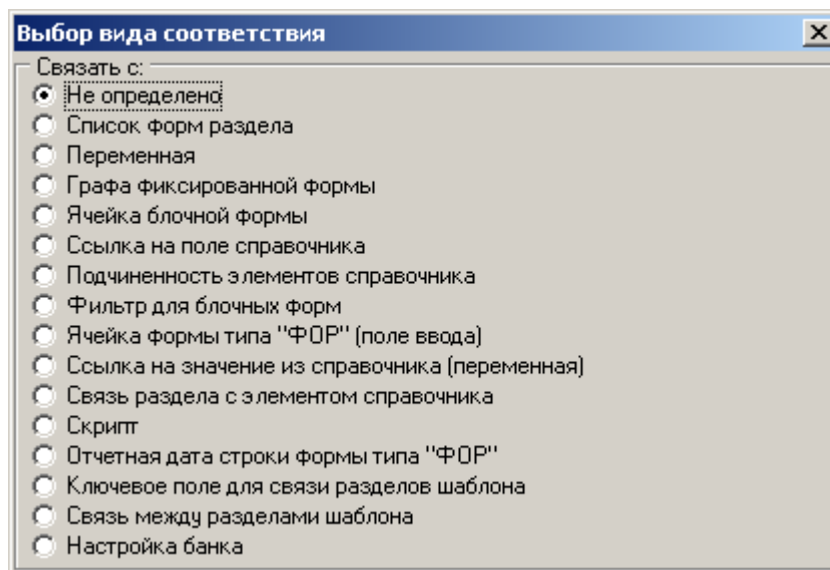 Выбор вида соответствия
Связать с:
Не определено
Список форм раздела
Переменная
Графа фиксированной формы
Ячейка блочной формы
Ссылка на поле справочника
Подчиненность элементов справочника
Фильтр для блочных форм
Ячейка формы типа "ФОР" (поле ввода)
Ссылка на значение из справочника (переменная)
Связь раздела с элементом справочника
Скрипт
Отчетная дата строки формы типа "ФОР"
Ключевое поле для связи разделов шаблона
Связь между разделами шаблона
Настройка банка